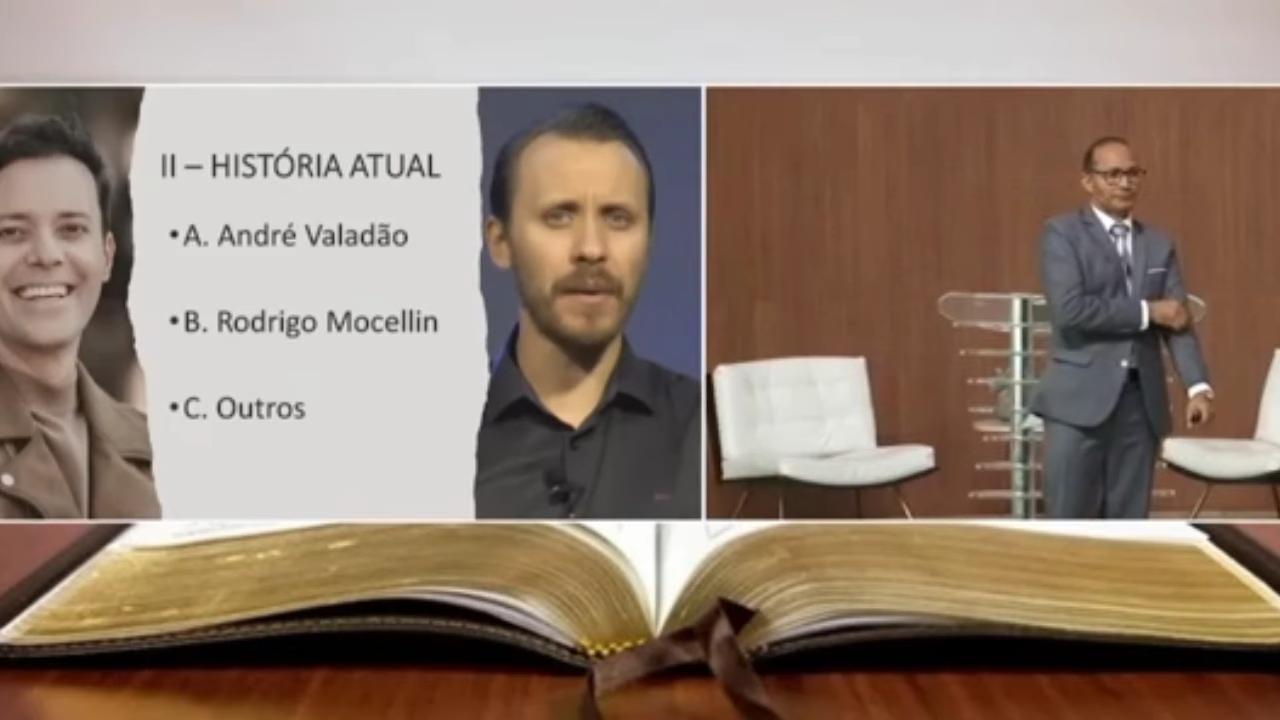 II – HISTÓRIA ATUAL
•A. André Valadão
•B. Rodrigo Mocellin
•C. Outros